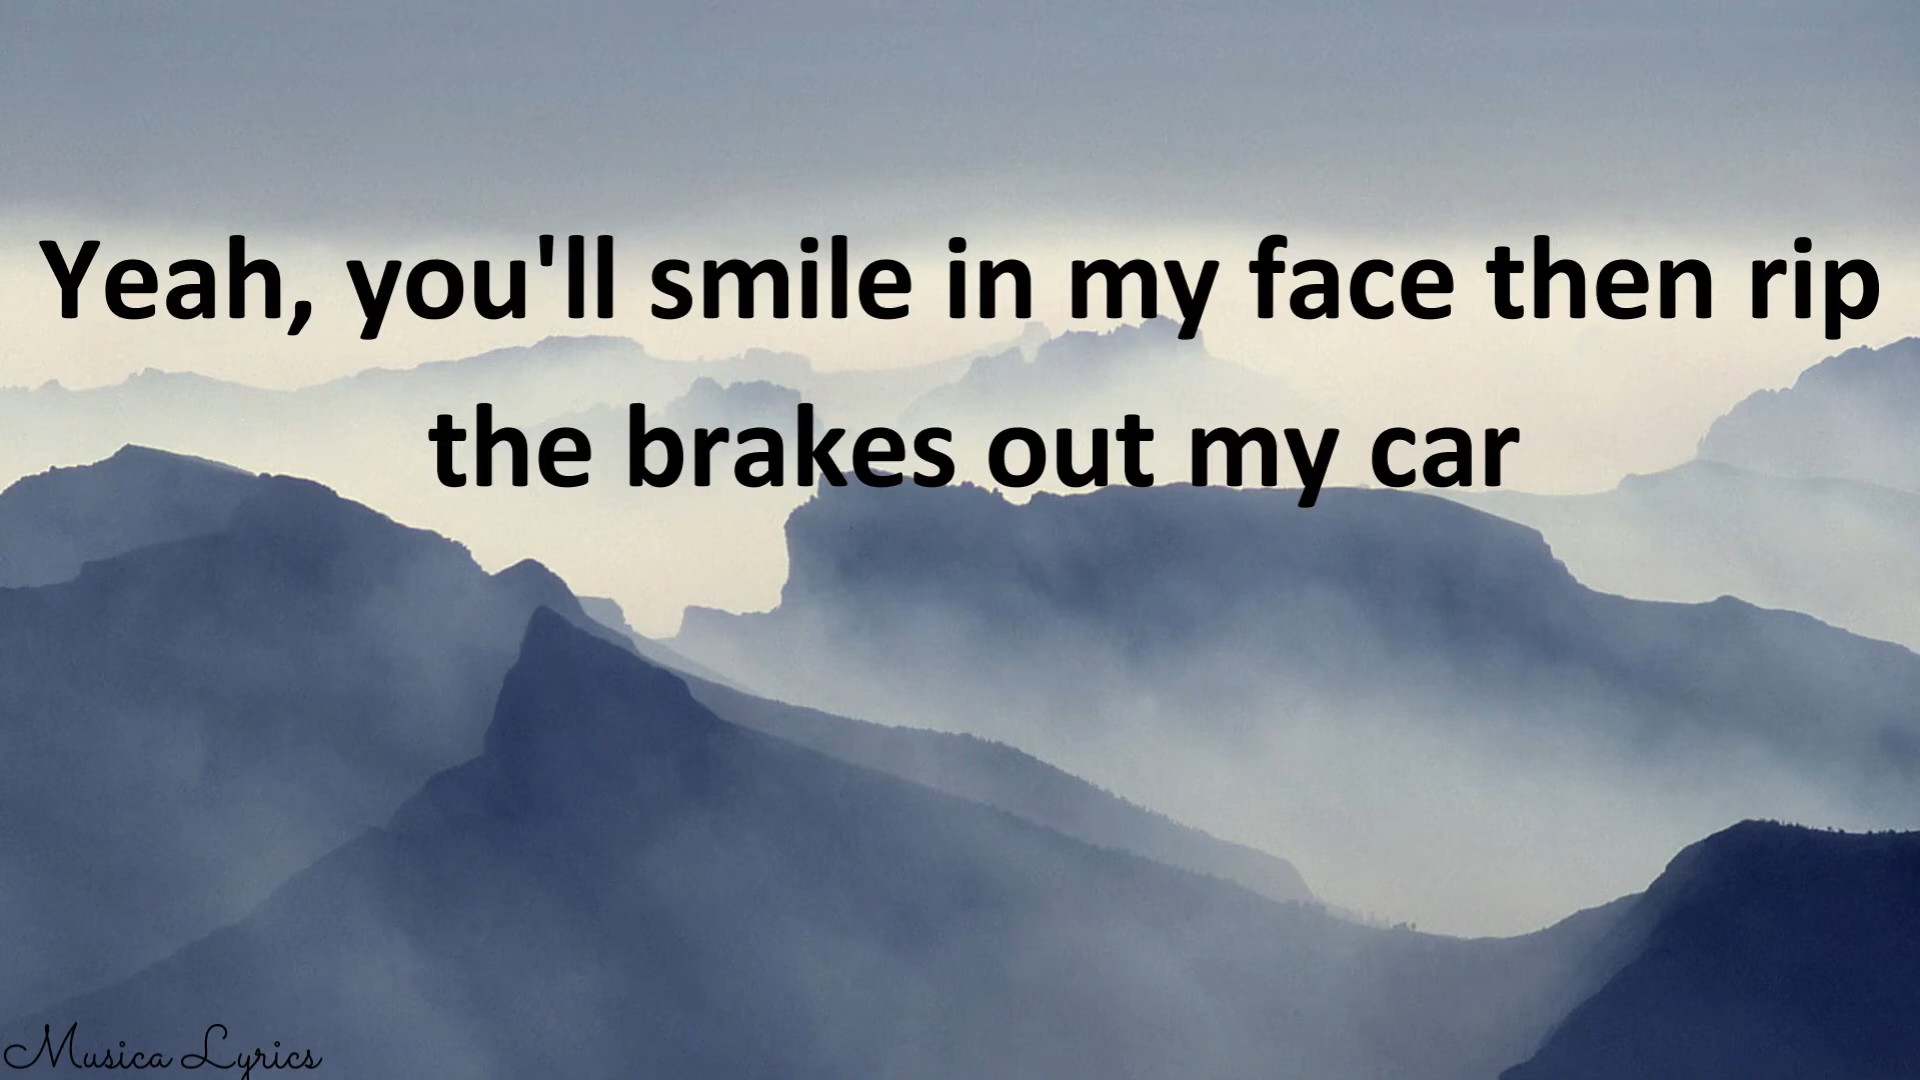 Yeah, you'll smile in my face then rip
the brakes out my car
Musica Lyrics